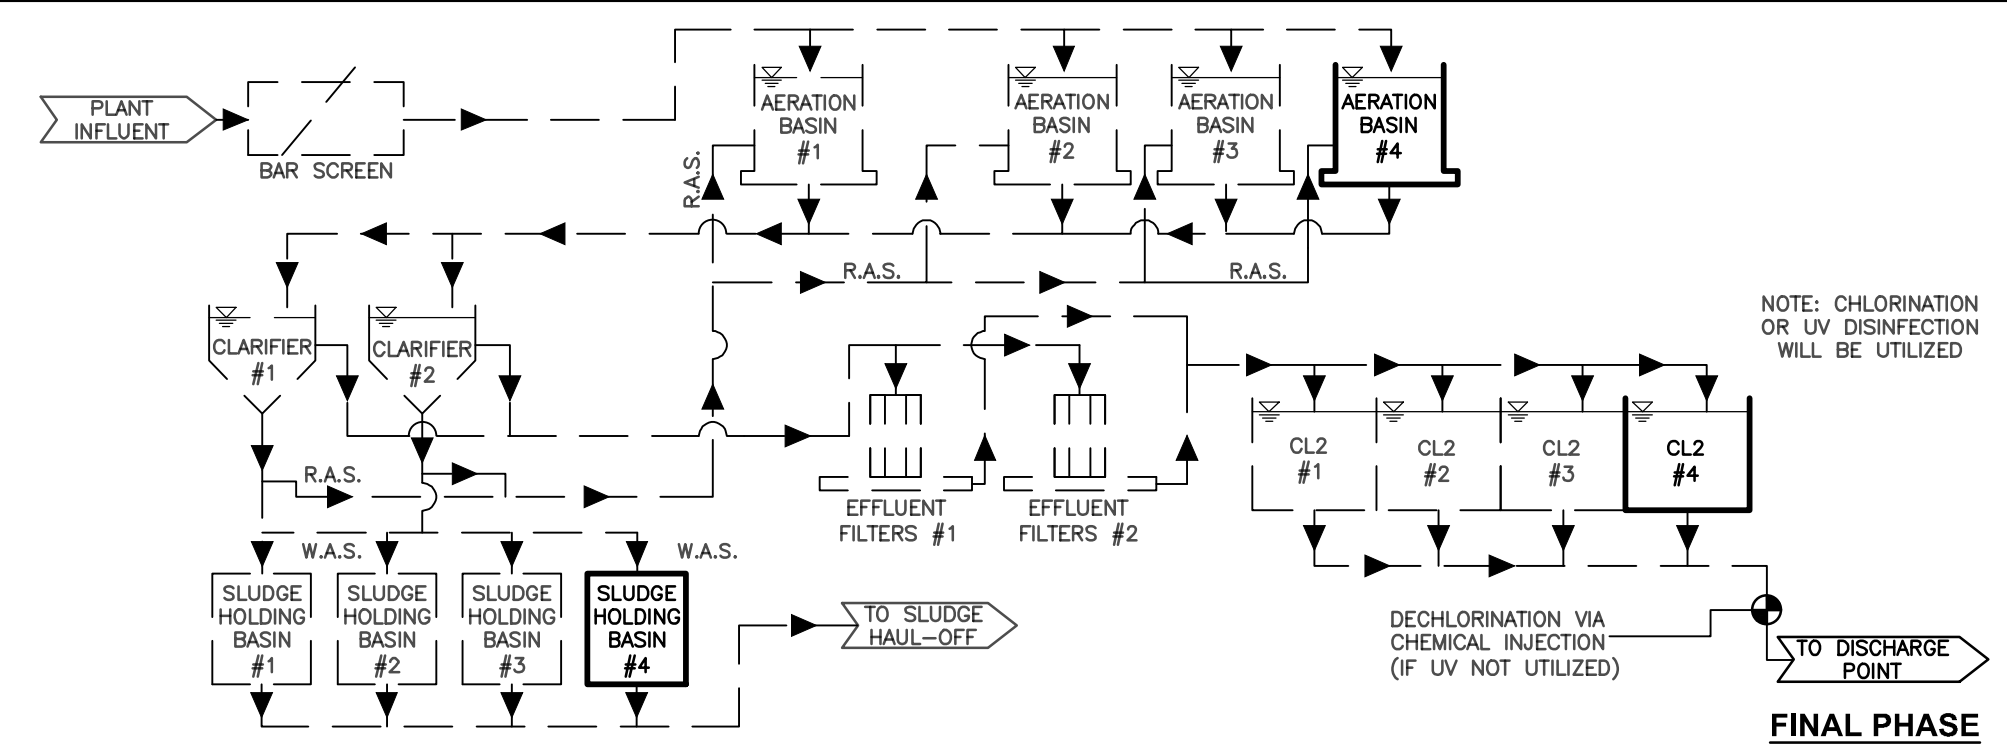 PLANT
INFLUENT
BAR SCREEN
AERATION
BASIN
#1
AERATION
BASIN
#2
AERATION
BASIN
#3
AERATION
BASIN
#4
R.A.S.
R.A.S.
R.A.S.
CLARIFIER
#1
CLARIFIER
#2
NOTE: CHLORINATION
OR UV DISINFECTION
WILL BE UTILIZED
R.A.S.
EFFLUENT
FILTERS #1
EFFLUENT
FILTERS #2
CL2
#1
CL2
#2
CL2
#3
CL2
#4
W.A.S.
W.A.S.
SLUDGE
HOLDING
BASIN
#1
SLUDGE
HOLDING
BASIN
#2
SLUDGE
HOLDING
BASIN
#3
SLUDGE
HOLDING
BASIN
#4
TO SLUDGE
HAUL-OFF
DECHLORINATION VIA
CHEMICAL INJECTION
(IF UV NOT UTILIZED)
TO DISCHARGE
POINT
FINAL PHASE